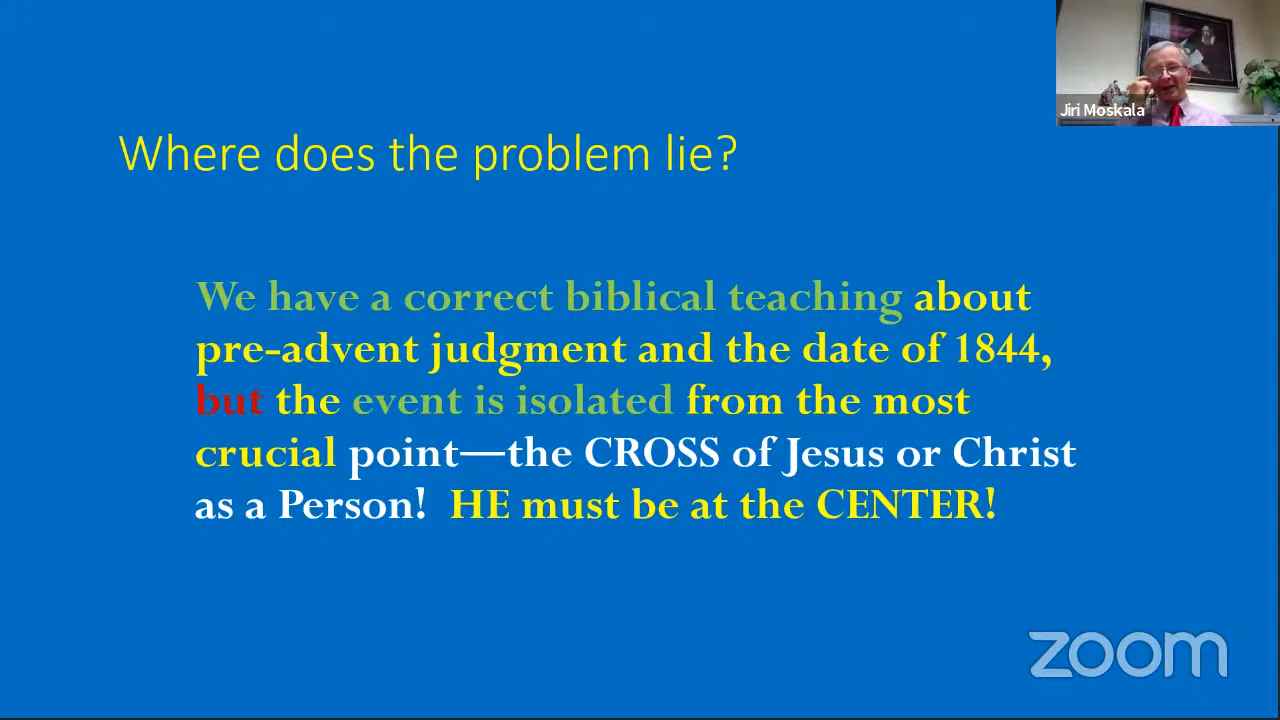 Jiri Moskala
Where does the problem lie?
We have a correct biblical teaching about
pre-advent judgment and the date of 1844,
but the event is isolated from the most
crucial point—the CROSS of Jesus or Christ
as a Person! HE must be at the CENTER!
zoom